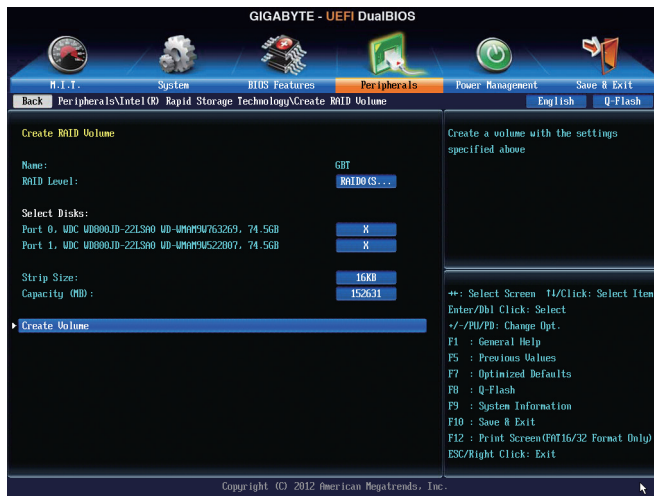 GIGABYTE - UEFI DualBIOS
M.I.T.
System
BIOS Features
Peripherals
Power Management
Save & Exit
Back Peripherals\Intel(R) Rapid Storage Technology\Create RAID Volume
English
Q-Flash
Create RAID Volume
Name: GBT
RAID Level: RAID0(S...
Select Disks:
Port 0, WDC WD800JD-22LSA0 WD-WMAM9W763269, 74.5GB X
Port 1, WDC WD800JD-22LSA0 WD-WMAM9W522807, 74.5GB X
Strip Size: 16KB
Capacity (MB): 152631
Create Volume
Create a volume with the settings
specified above
↔: Select Screen ↑↓/Click: Select Item
Enter/Dbl Click: Select
+/-/PU/PD: Change Opt.
F1 : General Help
F5 : Previous Values
F7 : Optimized Defaults
F8 : Q-Flash
F9 : System Information
F10 : Save & Exit
F12 : Print Screen(FAT16/32 Format Only)
ESC/Right Click: Exit
Copyright (C) 2012 American Megatrends, Inc.